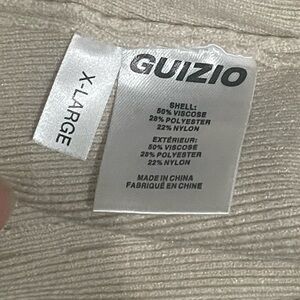 X-LARGE
GUIZIO
SHELL:
50% VISCOSE
28% POLYESTER
22% NYLON
EXTÉRIEUR:
50% VISCOSE
28% POLYESTER
22% NYLON
MADE IN CHINA
FABRIQUÉ EN CHINE